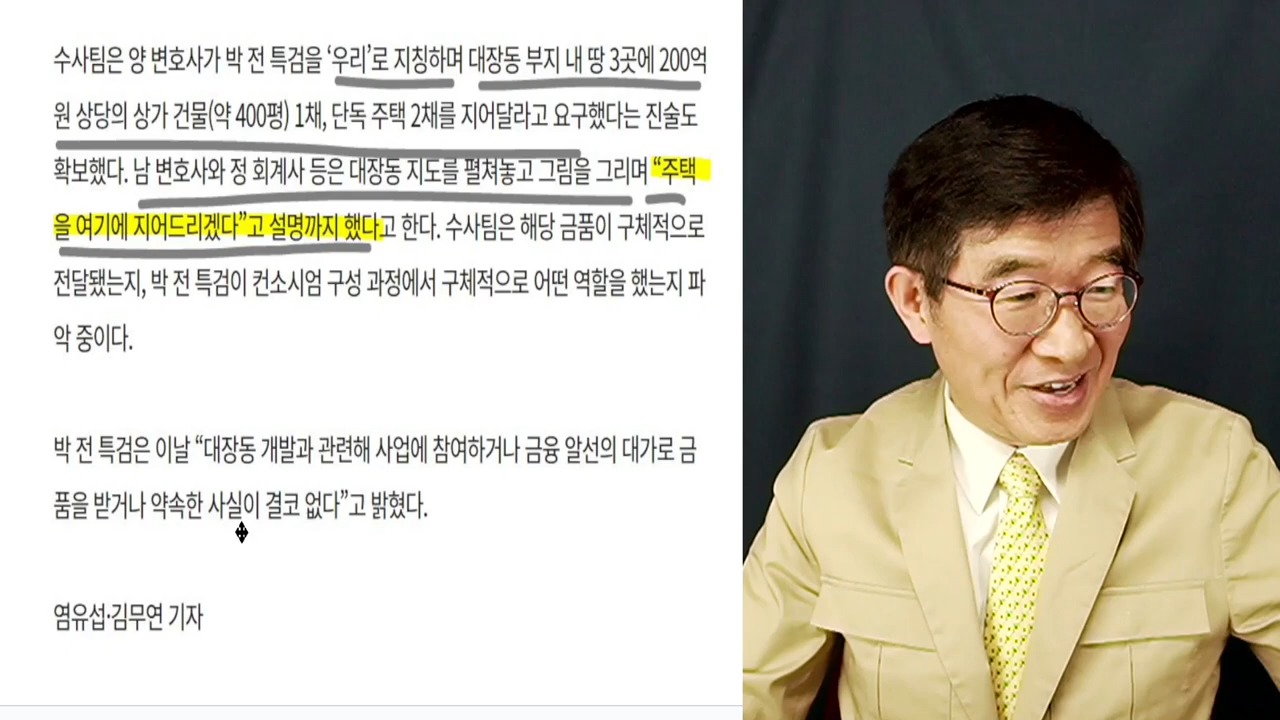 수사팀은 양 변호사가 박 전 특검을 ‘우리’로 지칭하며 대장동 부지 내 땅 3곳에 200억
원 상당의 상가 건물(약 400평) 1채, 단독 주택 2채를 지어달라고 요구했다는 진술도
확보했다. 남 변호사와 정 회계사 등은 대장동 지도를 펼쳐놓고 그림을 그리며 “주택
을 여기에 지어드리겠다”고 설명까지 했다고 한다. 수사팀은 해당 금품이 구체적으로
전달됐는지, 박 전 특검이 컨소시엄 구성 과정에서 구체적으로 어떤 역할을 했는지 파
악 중이다.
박 전 특검은 이날 “대장동 개발과 관련해 사업에 참여하거나 금융 알선의 대가로 금
품을 받거나 약속한 사실이 결코 없다”고 밝혔다.
염유섭·김무연 기자